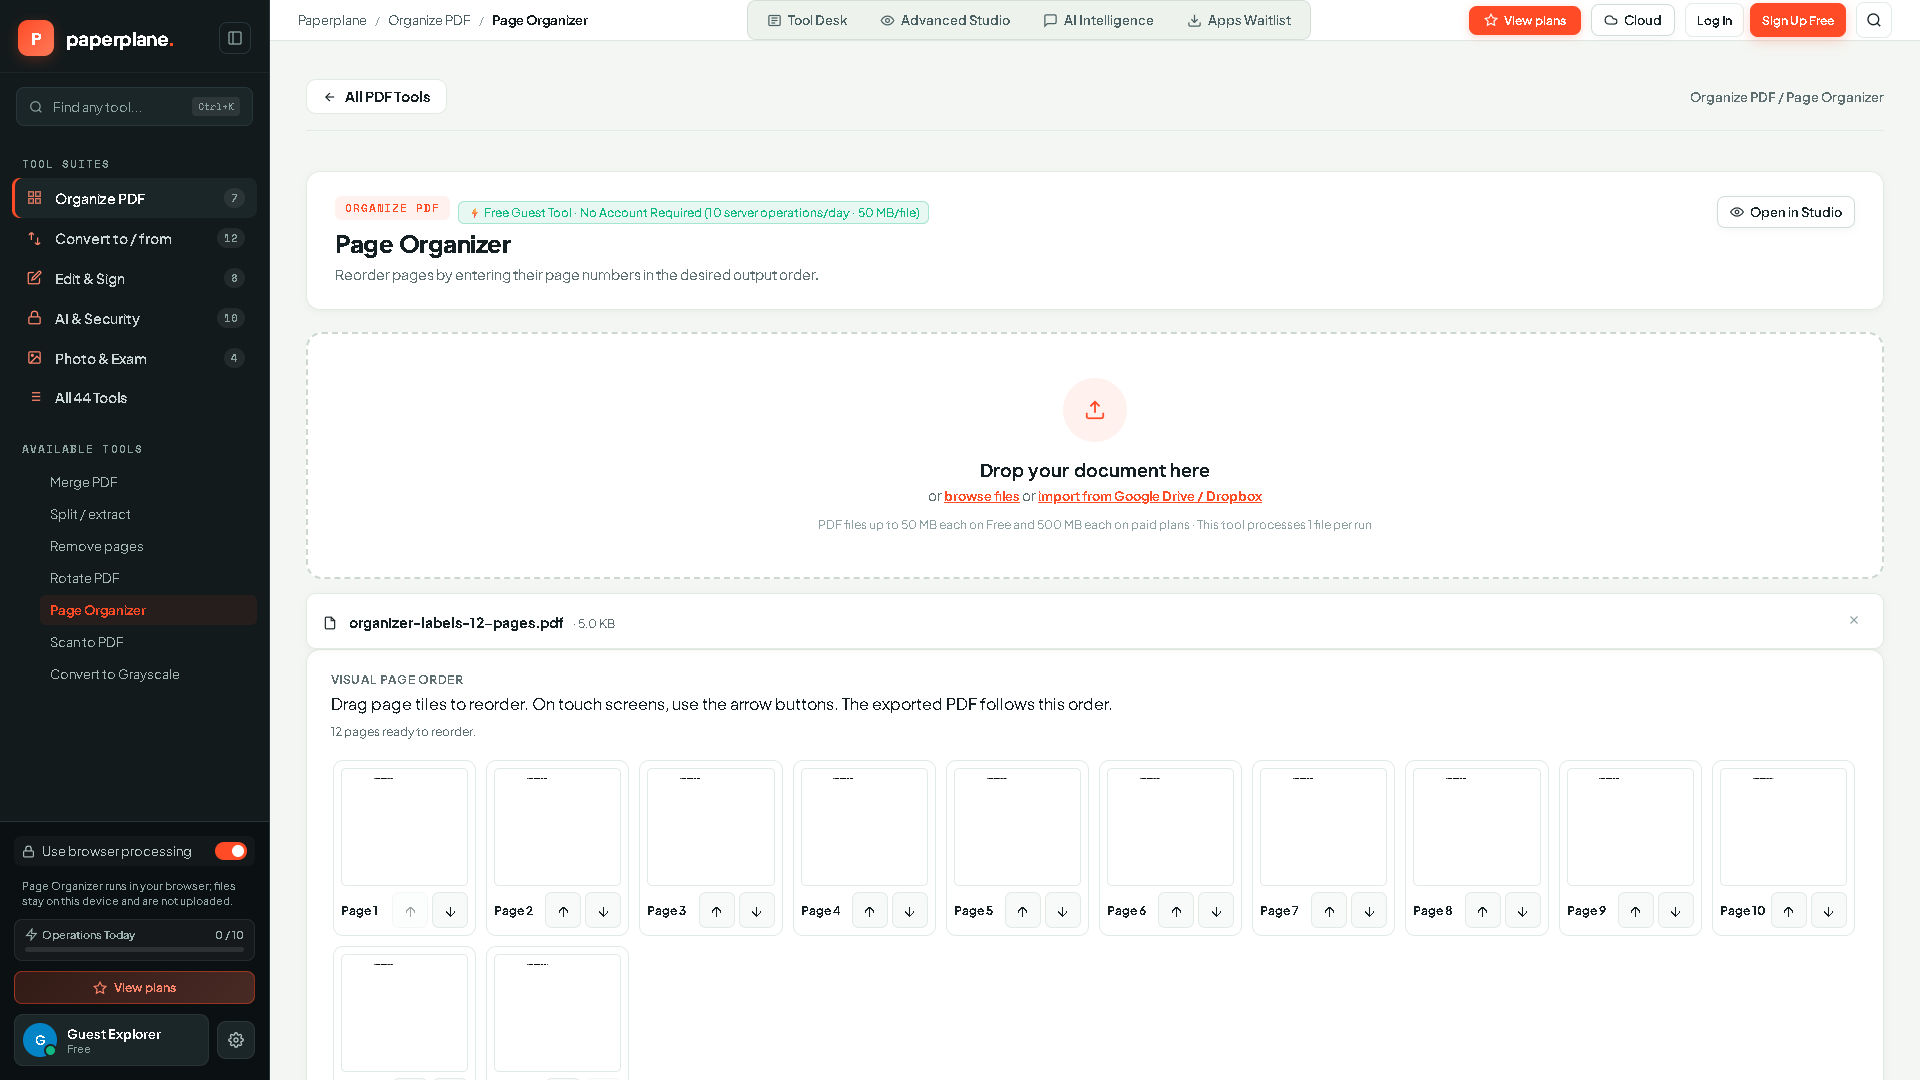 P paperplane.
Find any tool... Ctrl+K
TOOL SUITES
Organize PDF 7
Convert to / from 12
Edit & Sign 8
AI & Security 10
Photo & Exam 4
All 44 Tools
AVAILABLE TOOLS
Merge PDF
Split / extract
Remove pages
Rotate PDF
Page Organizer
Scan to PDF
Convert to Grayscale
Use browser processing
Page Organizer runs in your browser; files
stay on this device and are not uploaded.
Operations Today 0 / 10
View plans
G Guest Explorer
Free
Paperplane / Organize PDF / Page Organizer
Tool Desk Advanced Studio AI Intelligence Apps Waitlist
View plans Cloud Log In Sign Up Free
All PDF Tools
Organize PDF / Page Organizer
ORGANIZE PDF Free Guest Tool · No Account Required (10 server operations/day · 50 MB/file)
Open in Studio
Page Organizer
Reorder pages by entering their page numbers in the desired output order.
Drop your document here
or browse files or import from Google Drive / Dropbox
PDF files up to 50 MB each on Free and 500 MB each on paid plans · This tool processes 1 file per run
organizer-labels-12-pages.pdf · 5.0 KB
VISUAL PAGE ORDER
Drag page tiles to reorder. On touch screens, use the arrow buttons. The exported PDF follows this order.
12 pages ready to reorder.
Page 1 Page 2 Page 3 Page 4 Page 5 Page 6 Page 7 Page 8 Page 9 Page 10